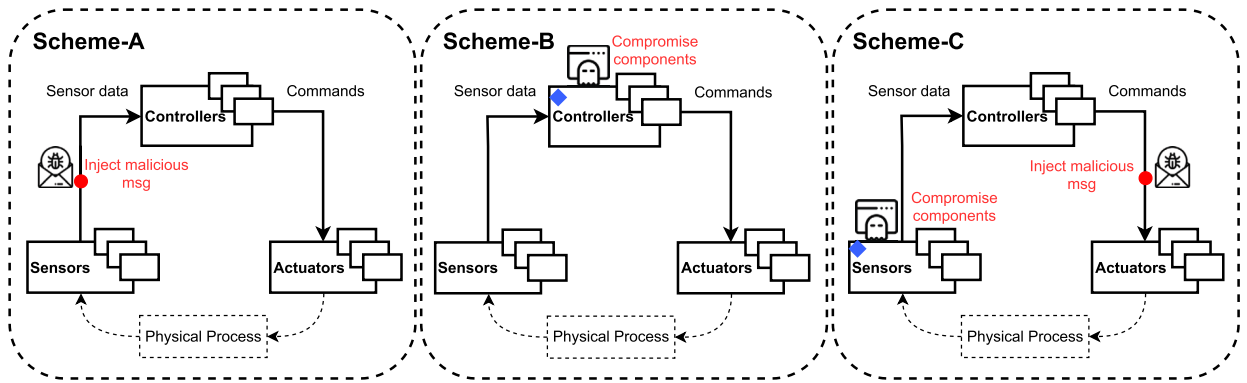 Scheme-A
Sensor data
Commands
Controllers
Inject malicious
msg
Sensors
Actuators
Physical Process
Scheme-B
Compromise
components
Sensor data
Commands
Controllers
Sensors
Actuators
Physical Process
Scheme-C
Sensor data
Commands
Controllers
Inject malicious
msg
Compromise
components
Sensors
Actuators
Physical Process